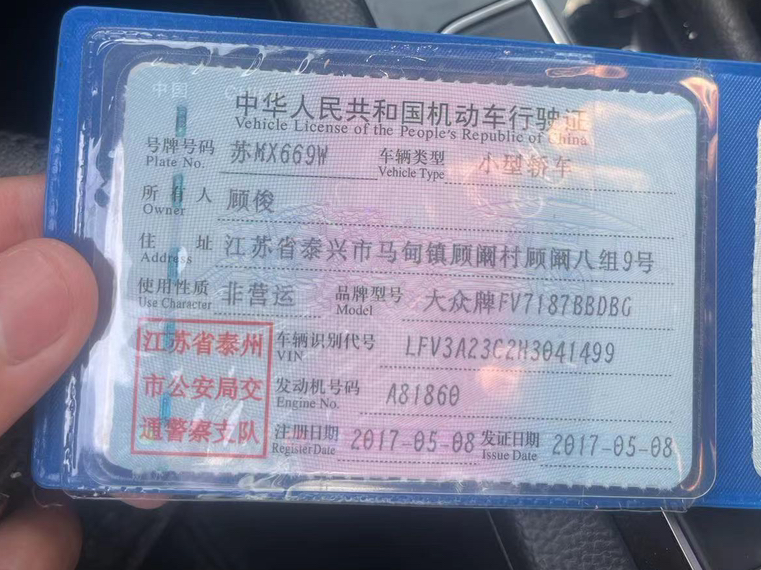 中国
中华人民共和国机动车行驶证
Vehicle License of the People's Republic of China
号牌号码 苏MX669W 车辆类型 小型轿车
Plate No. Vehicle Type
所有人 顾俊
Owner
住址 江苏省泰兴市马甸镇顾阚村顾阚八组9号
Address
使用性质 非营运 品牌型号 大众牌FV7187BBDBG
Use Character Model
江苏省泰州
市公安局交
通警察支队
车辆识别代号 LFV3A23C2H3041499
VIN
发动机号码 A81860
Engine No.
注册日期 2017-05-08 发证日期 2017-05-08
Register Date Issue Date